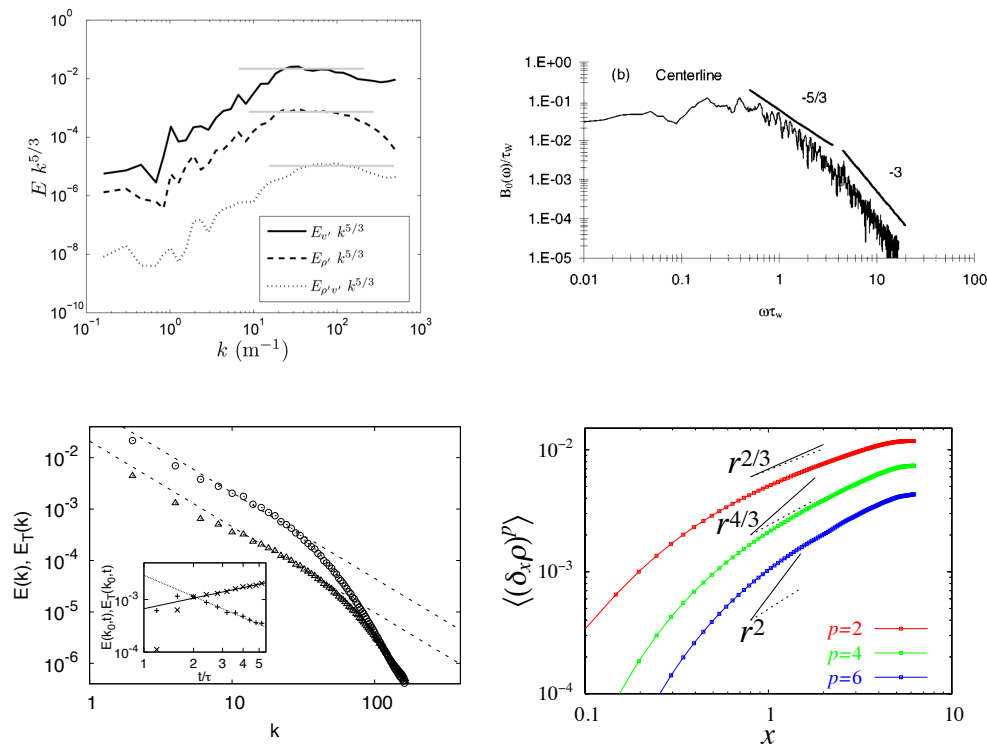 10^0
10^-2
10^-4
10^-6
10^-8
10^-10
E k^5/3
E_v′ k^5/3
E_ρ′ k^5/3
E_ρ′v′ k^5/3
10^-1 10^0 10^1 10^2 10^3
k (m^-1)
(b) Centerline
1.E+00
1.E-01
1.E-02
1.E-03
1.E-04
1.E-05
B_0(ω)/τ_w
-5/3
-3
0.01 0.1 1 10 100
ωτ_w
10^-2
10^-3
10^-4
10^-5
10^-6
E(k), E_T(k)
10^-3
10^-4
E(k_0,t),E_T(k_0,t)
1 2 3 4 5
t/τ
1 10 100
k
10^-2
10^-3
10^-4
⟨(δ_xρ)^p⟩
r^2/3
r^4/3
r^2
p=2
p=4
p=6
0.1 1 10
x